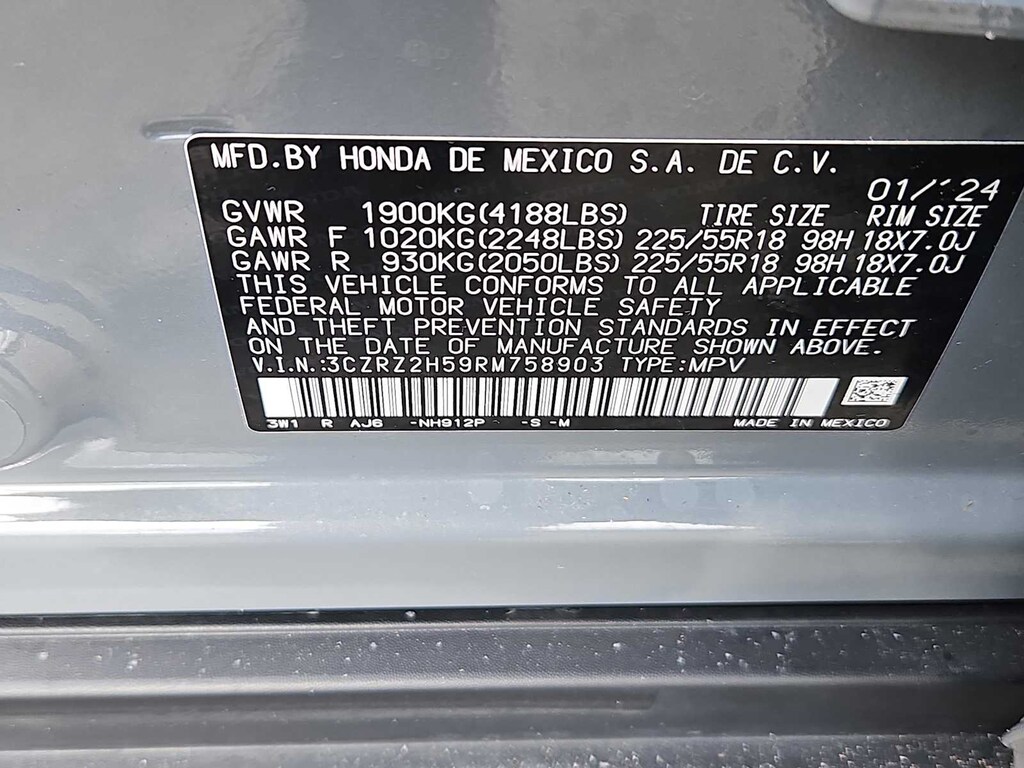 MFD.BY HONDA DE MEXICO S.A. DE C.V.
01/'24
GVWR 1900KG(4188LBS) TIRE SIZE RIM SIZE
GAWR F 1020KG(2248LBS) 225/55R18 98H 18X7.0J
GAWR R 930KG(2050LBS) 225/55R18 98H 18X7.0J
THIS VEHICLE CONFORMS TO ALL APPLICABLE
FEDERAL MOTOR VEHICLE SAFETY
AND THEFT PREVENTION STANDARDS IN EFFECT
ON THE DATE OF MANUFACTURE SHOWN ABOVE.
V.I.N.:3CZRZ2H59RM758903 TYPE:MPV
3W1 R AJ6 -NH912P -S -M MADE IN MEXICO